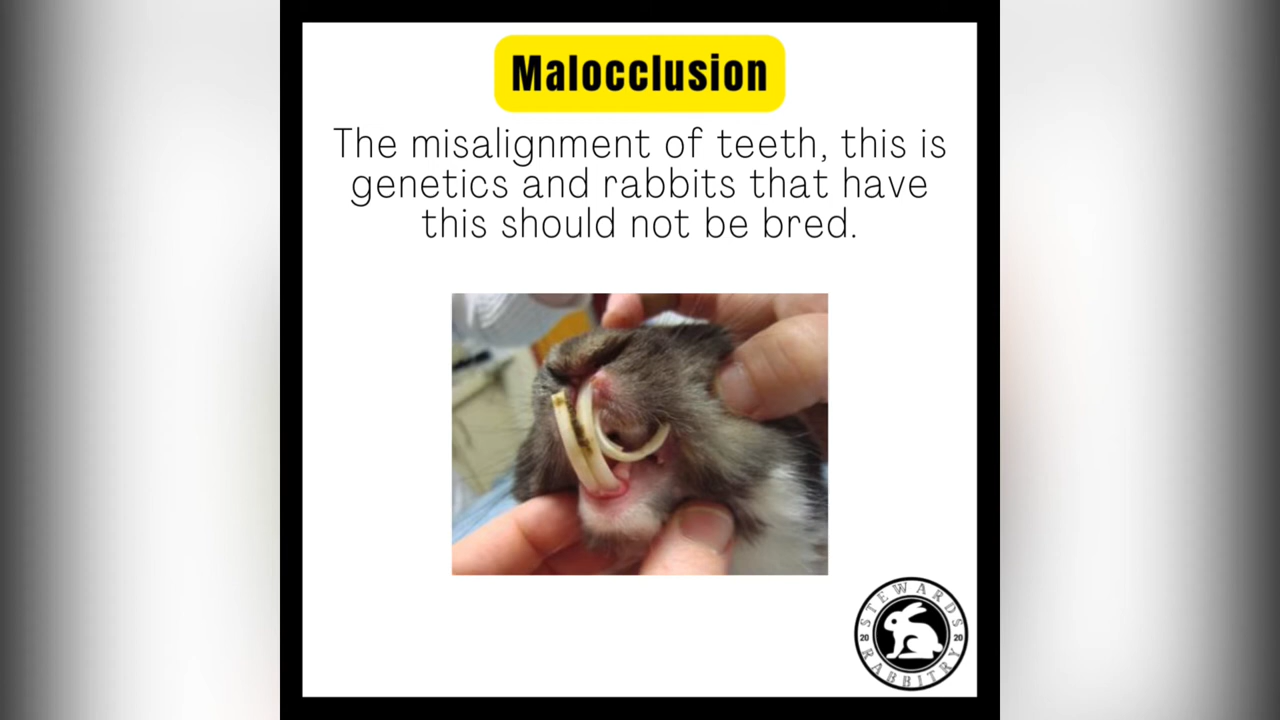 Malocclusion
The misalignment of teeth, this is
genetics and rabbits that have
this should not be bred.
STEWARDS
20 20
RABBITRY